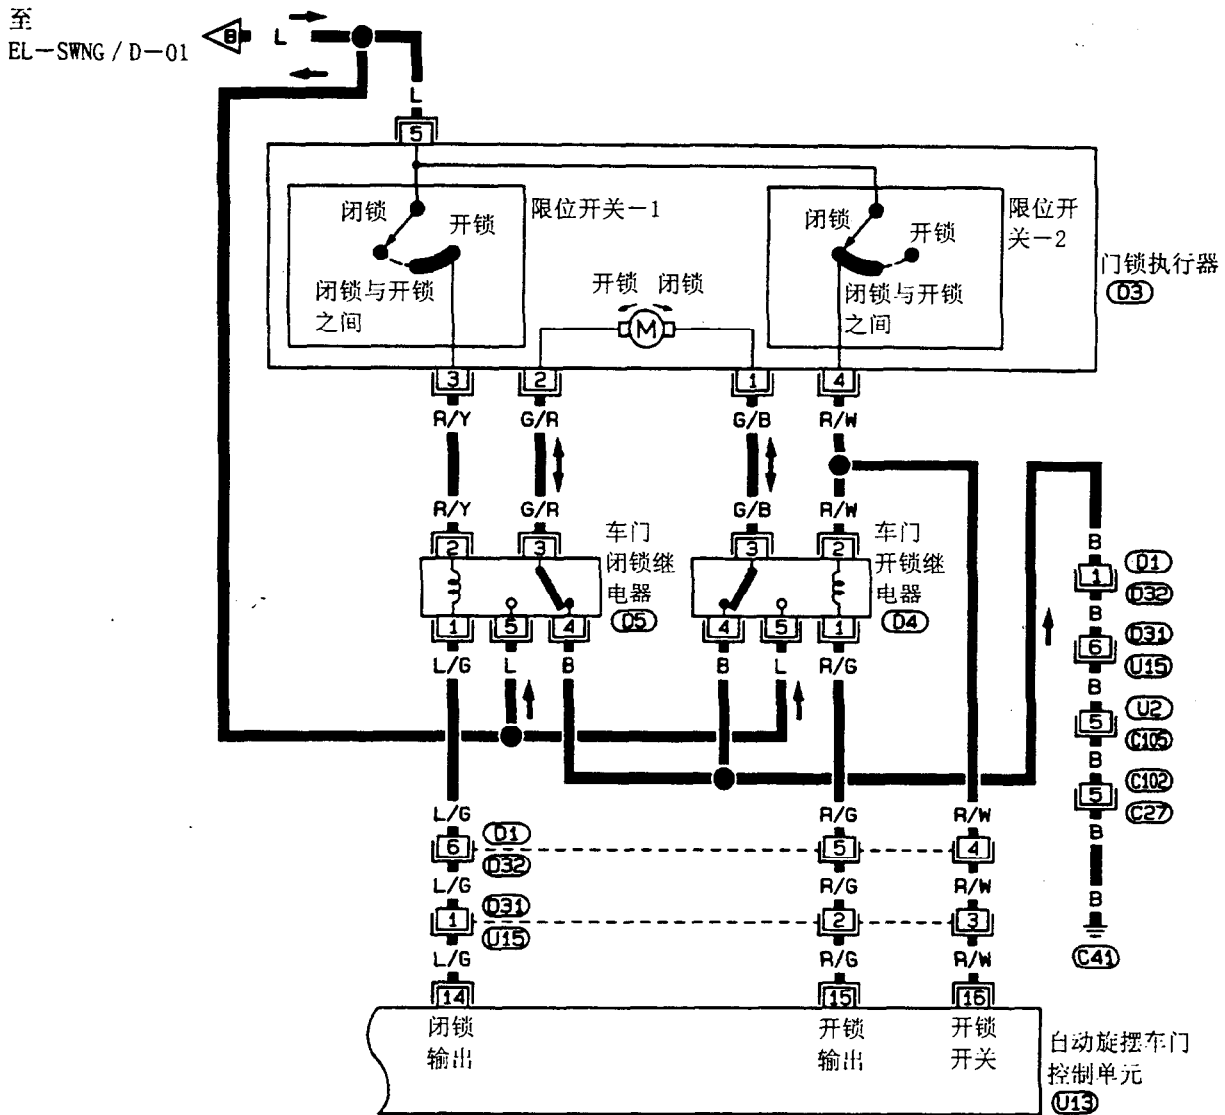 至
EL-SWNG/D-01
B
L
L
5
闭锁
开锁
限位开关-1
闭锁与开锁
之间
开锁 闭锁
M
闭锁
开锁
限位开
关-2
闭锁与开锁
之间
门锁执行器
D3
3 2 1 4
R/Y G/R G/B R/W
R/Y G/R G/B R/W
2 3 3 2
车门
闭锁继
电器
D5
车门
开锁继
电器
D4
1 5 4 4 5 1
L/G L B B L R/G
B
1
D1
D32
B
6
D31
U15
B
5
U2
C105
B
5
C102
C27
B
B
C41
L/G R/G R/W
6 5 4
D1
D32
L/G R/G R/W
1 2 3
D31
U15
L/G R/G R/W
14 15 16
闭锁
输出
开锁
输出
开锁
开关
自动旋摆车门
控制单元
U13